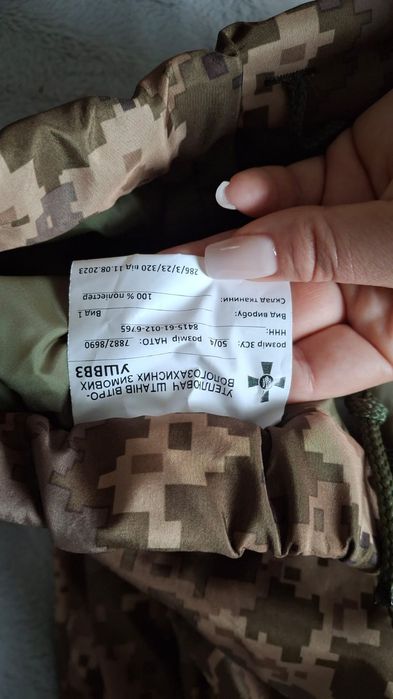 УТЕПЛЮВАЧ ШТАНІВ ВІТРО-
ВОЛОГОЗАХИСНИХ ЗИМОВИХ
УШВВЗ
розмір ЗСУ: 50/4 розмір НАТО: 7882/8690
ННН: 8415-61-012-6765
Вид виробу: Вид 1
Склад тканини: 100 % поліестер
286/3/23/320 від 11.08.2023